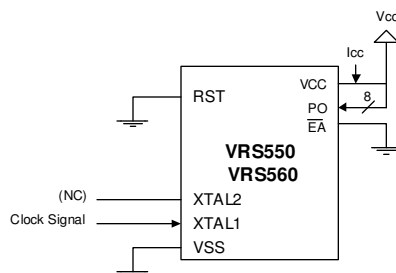 Vcc
Icc
VCC
RST
8
PO
EA
VRS550
VRS560
(NC)
XTAL2
Clock Signal
XTAL1
VSS